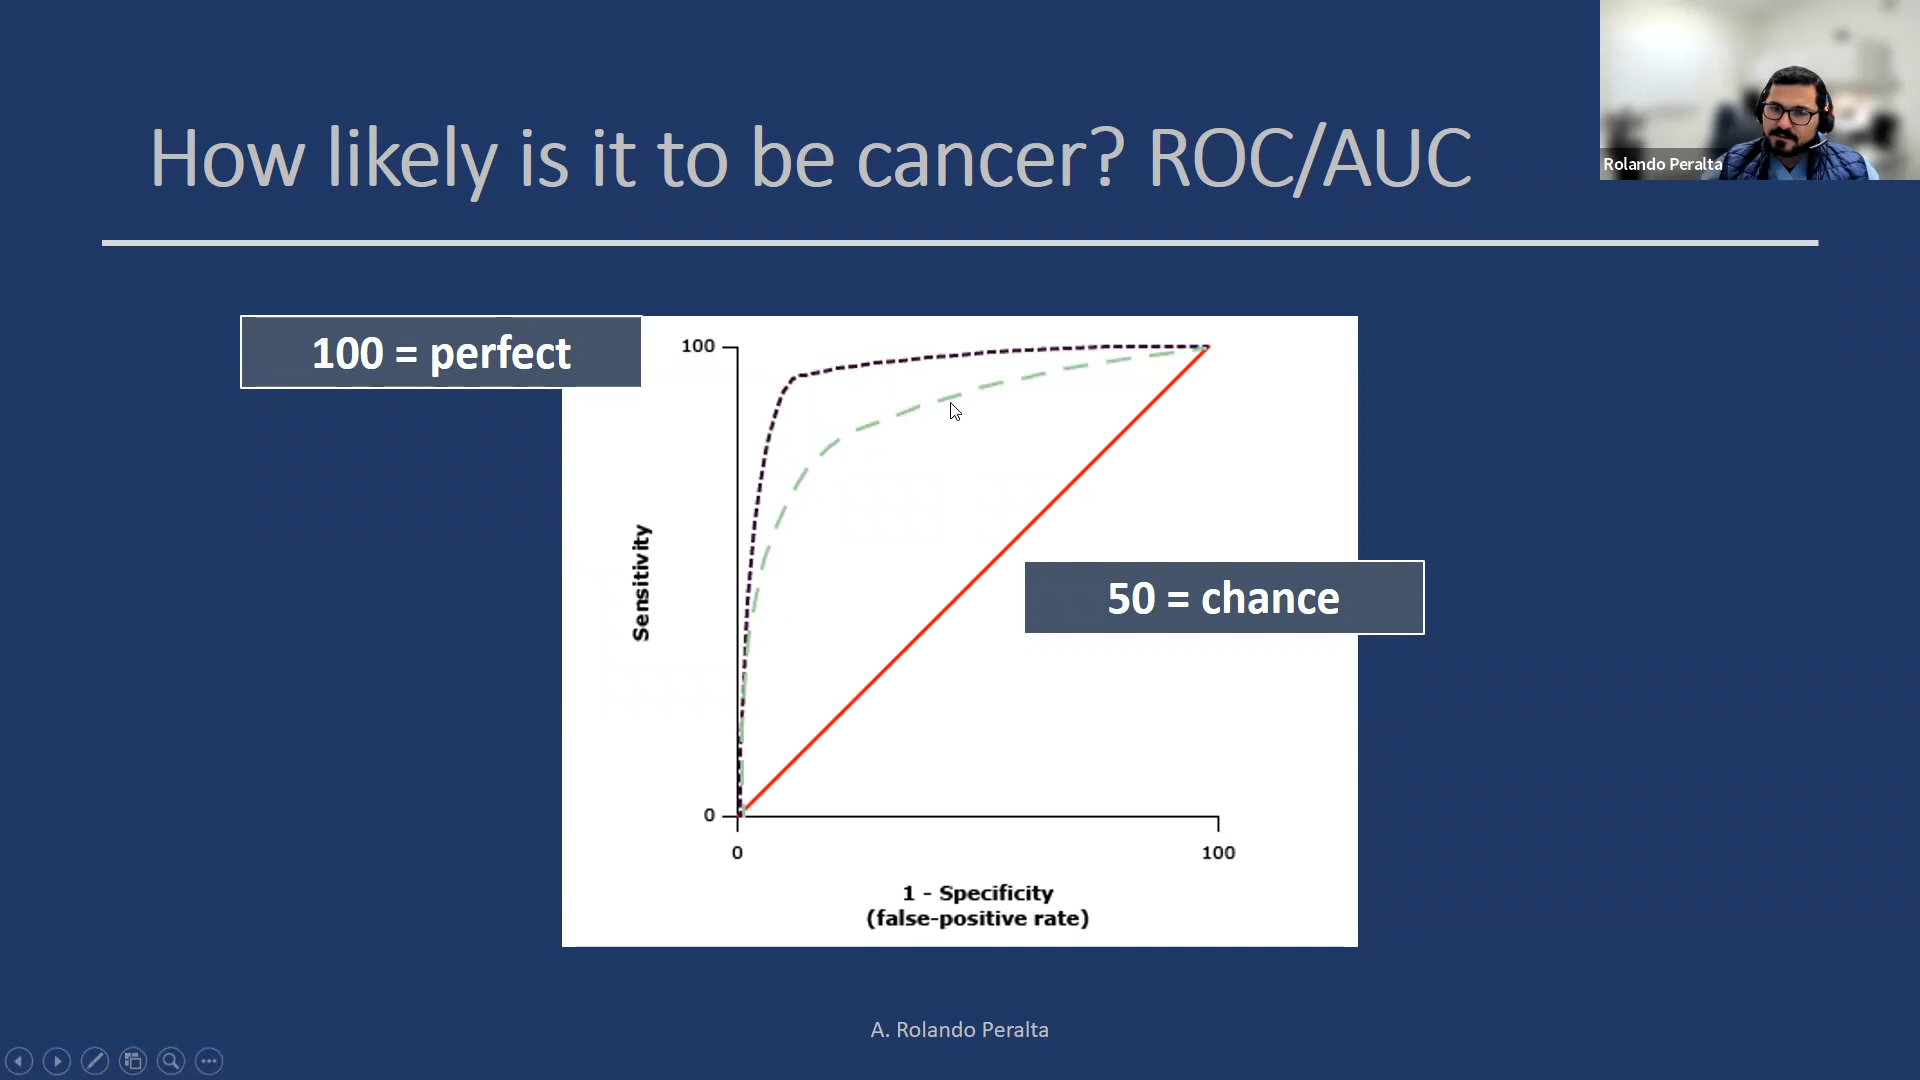 How likely is it to be cancer? ROC/AUC
Rolando Peralta
100 = perfect
100
Sensitivity
50 = chance
0
0
100
1 - Specificity
(false-positive rate)
A. Rolando Peralta